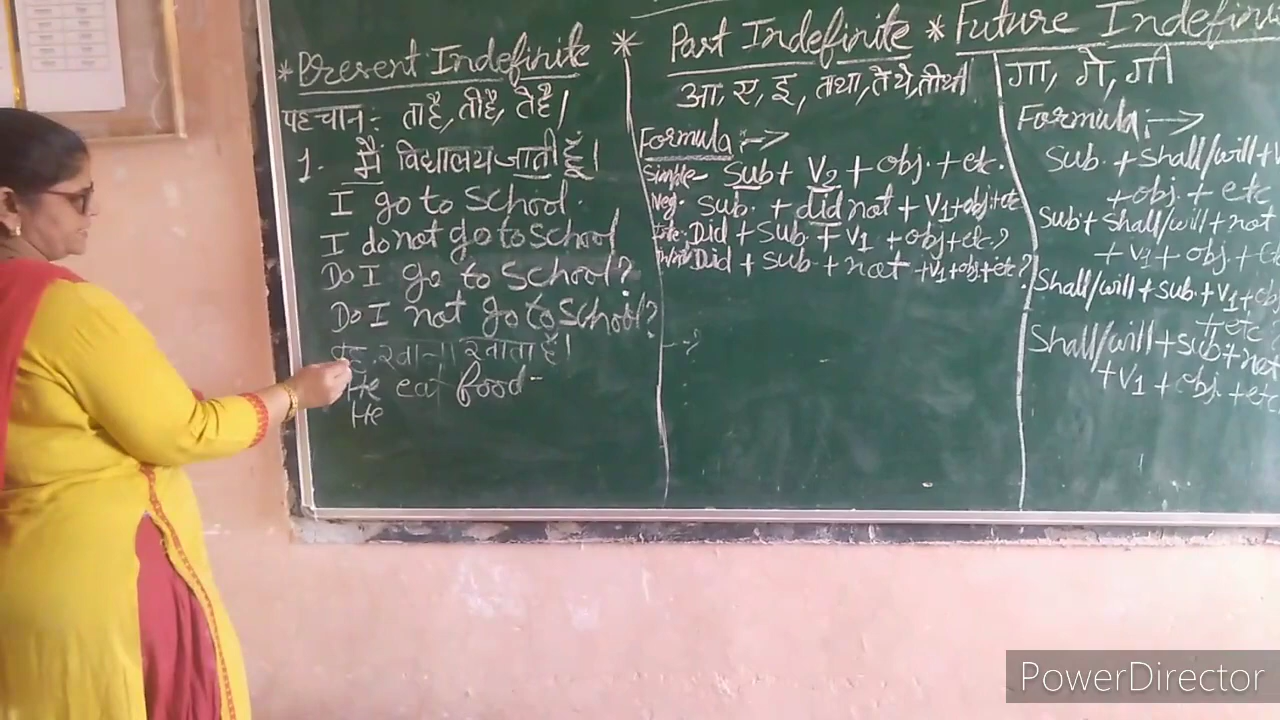 *Present Indefinite
पहचान: ता है, ती है, ते हैं।
1. मैं विद्यालय जाती हूँ।
I go to School.
I do not go to School
Do I go to School?
Do I not go to School?
वह खाना खाता है।
He eat food
He
* Past Indefinite
आ, ए, इ, ता था, ते थे, ती थी
Formula :->
Simple- Sub + V2 + obj. + etc.
Neg. Sub. + did not + V1+obj+etc
Inte. Did + Sub. + V1 + obj+etc.?
Did + sub + not + V1+obj+etc?
* Future Indefini
गा, गे, गी
Formula :->
Sub. + shall/will + V
+ obj. + etc
Sub + shall/will + not
+ V1 + obj + etc
Shall/will + sub + V1 + obj
+ etc ?
Shall/will + sub + not
+ V1 + obj. + etc
PowerDirector